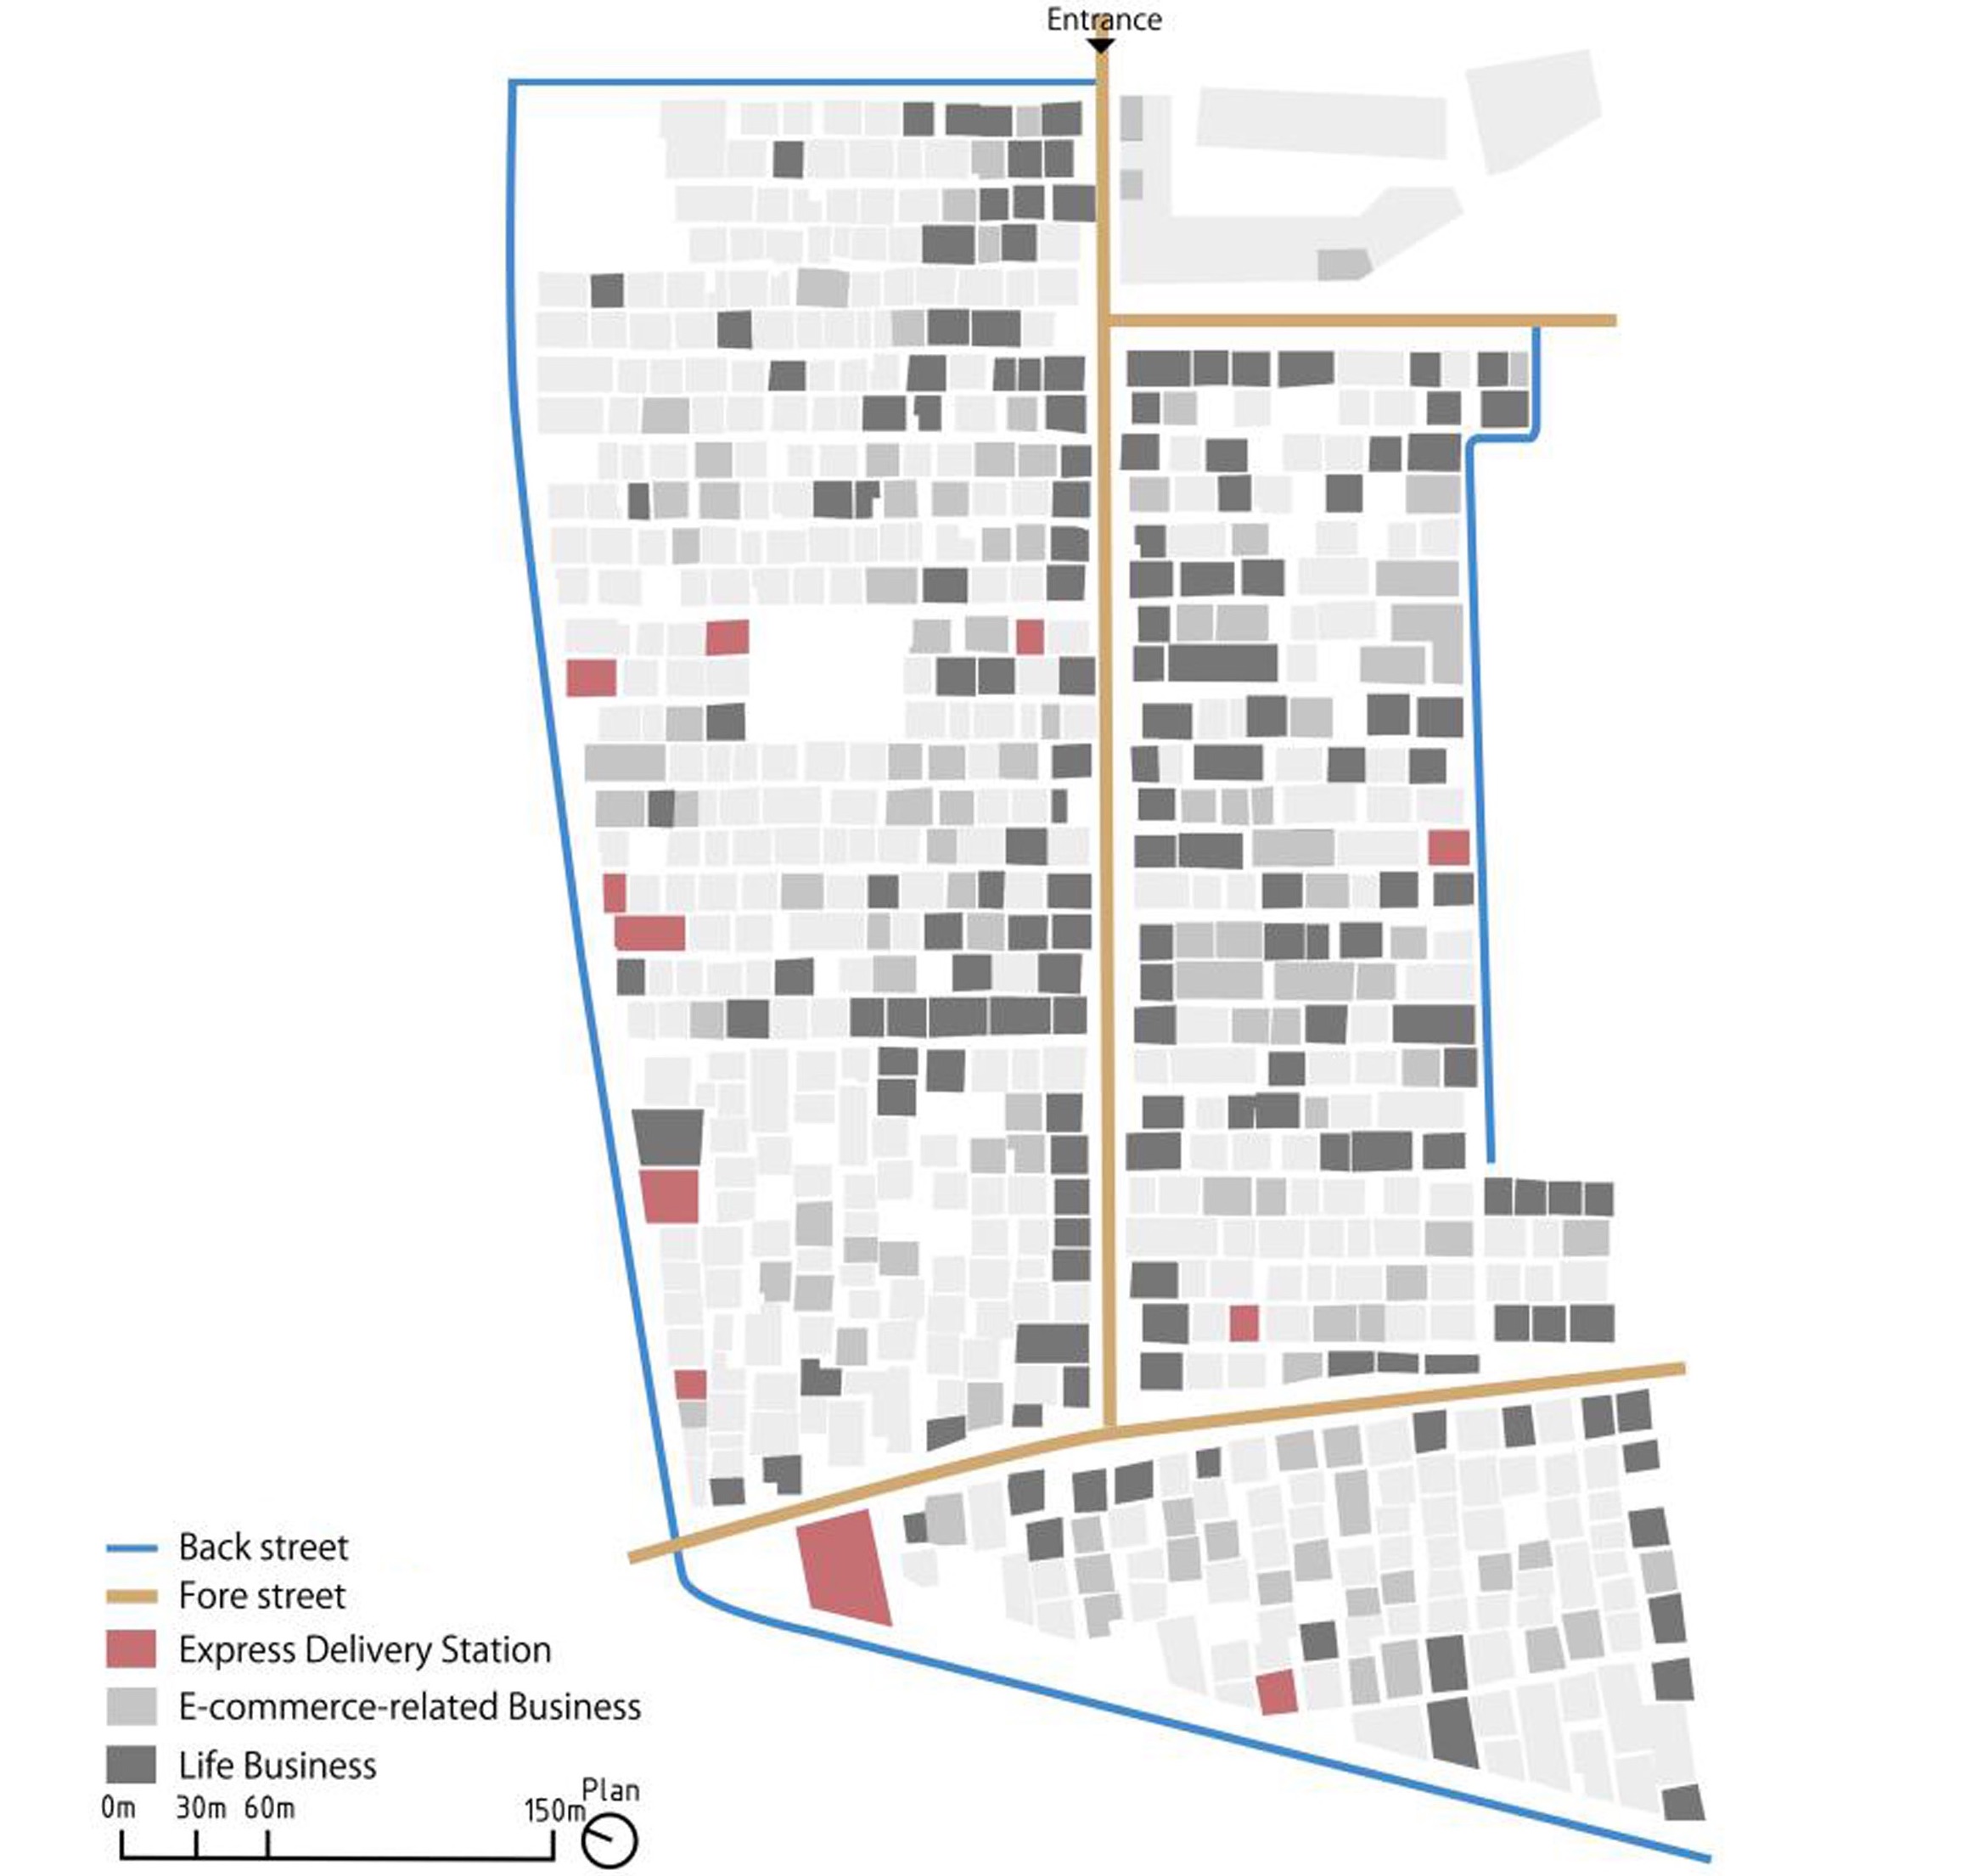 Entrance
Back street
Fore street
Express Delivery Station
E-commerce-related Business
Life Business
Plan
0m 30m 60m 150m